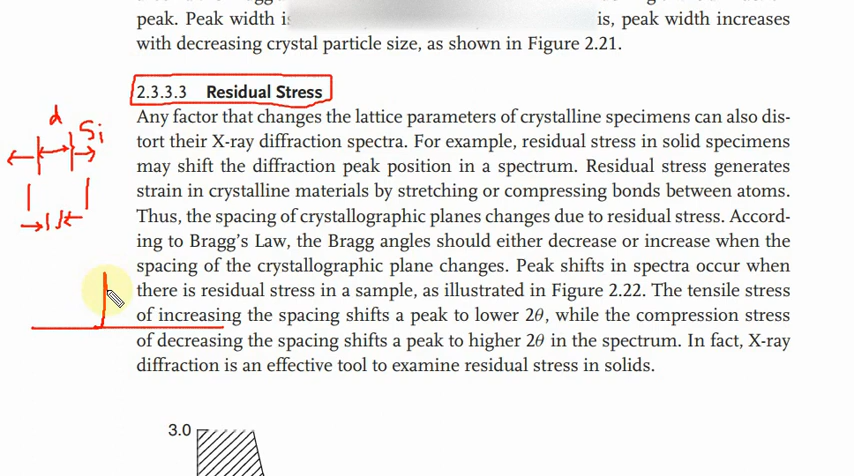 peak. Peak width is, peak width increases
with decreasing crystal particle size, as shown in Figure 2.21.
2.3.3.3 Residual Stress
Any factor that changes the lattice parameters of crystalline specimens can also dis-
tort their X-ray diffraction spectra. For example, residual stress in solid specimens
may shift the diffraction peak position in a spectrum. Residual stress generates
strain in crystalline materials by stretching or compressing bonds between atoms.
Thus, the spacing of crystallographic planes changes due to residual stress. Accord-
ing to Bragg's Law, the Bragg angles should either decrease or increase when the
spacing of the crystallographic plane changes. Peak shifts in spectra occur when
there is residual stress in a sample, as illustrated in Figure 2.22. The tensile stress
of increasing the spacing shifts a peak to lower 2θ, while the compression stress
of decreasing the spacing shifts a peak to higher 2θ in the spectrum. In fact, X-ray
diffraction is an effective tool to examine residual stress in solids.
d
Si
3.0